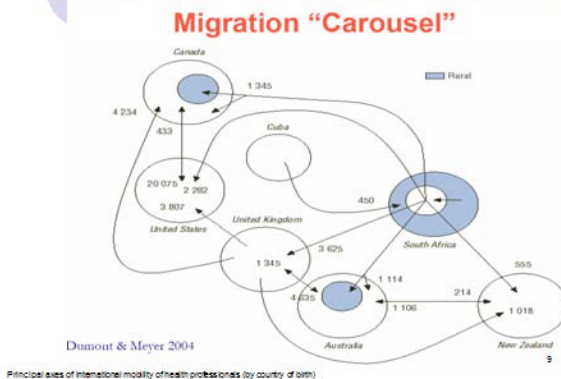 Migration “Carousel”
Canada
Rural
1 345
4 234
433
Cuba
20 075
2 282
3 807
450
United States
United Kingdom
South Africa
3 625
1 345
555
1 114
214
4 635
1 106
1 018
Dumont & Meyer 2004
Australia
New Zealand
9
Principal axes of international mobility of health professionals (by country of birth)